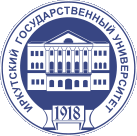 ИРКУТСКИЙ ГОСУДАРСТВЕННЫЙ УНИВЕРСИТЕТ
1918